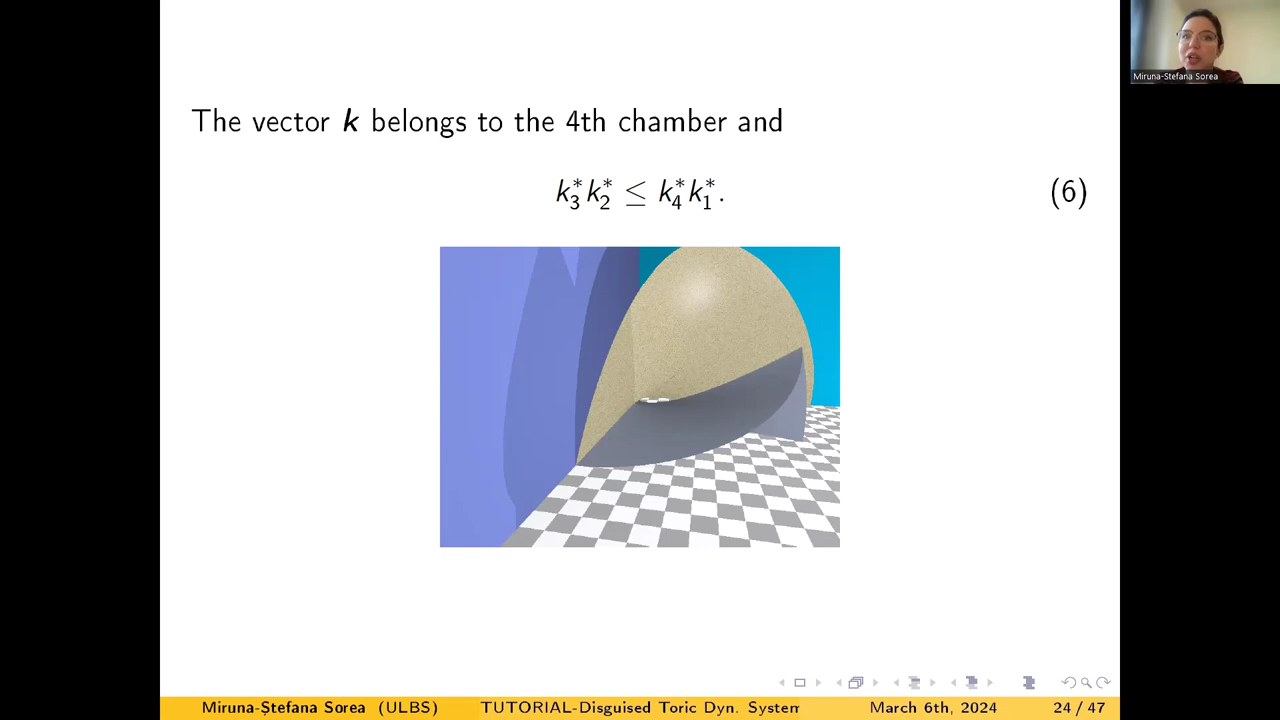 Miruna-Stefana Sorea
The vector k belongs to the 4th chamber and
k₃*k₂* ≤ k₄*k₁*. (6)
Miruna-Ștefana Sorea (ULBS) TUTORIAL-Disguised Toric Dyn. System March 6th, 2024 24 / 47